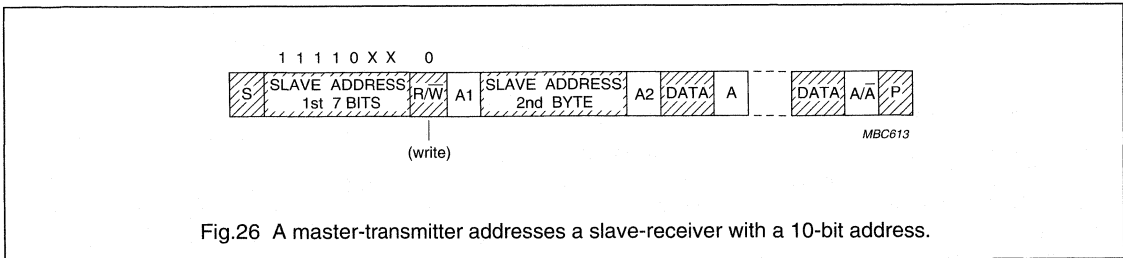 1 1 1 1 0 X X 0
S SLAVE ADDRESS 1st 7 BITS R/W̅ A1 SLAVE ADDRESS 2nd BYTE A2 DATA A DATA A/A̅ P
MBC613
(write)
Fig.26 A master-transmitter addresses a slave-receiver with a 10-bit address.